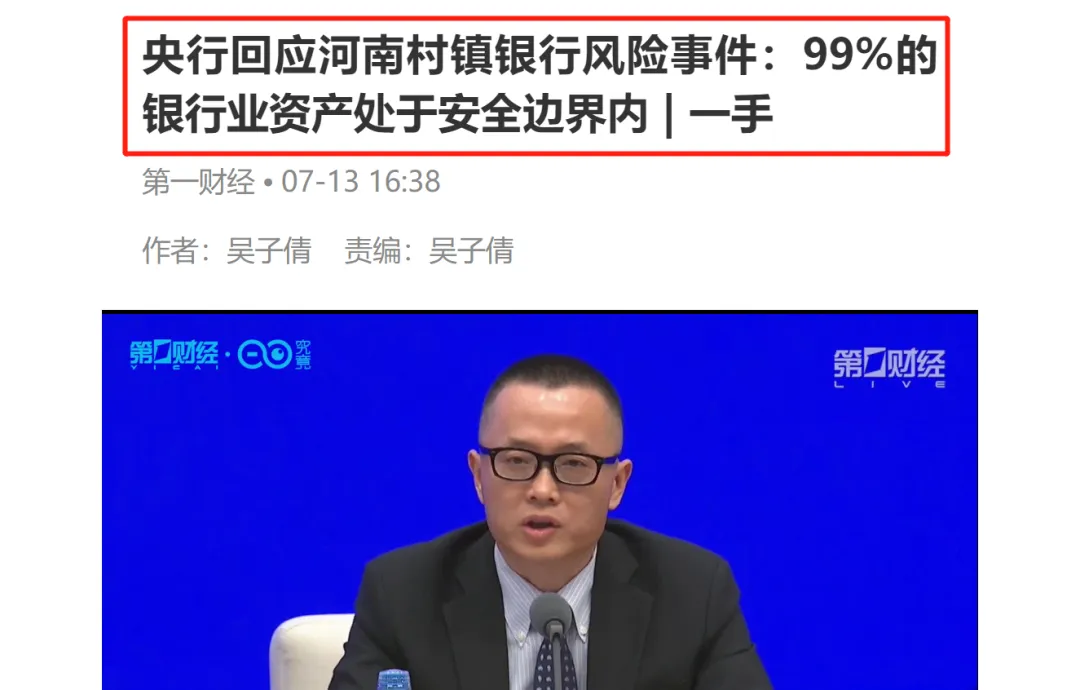 央行回应河南村镇银行风险事件：99%的
银行业资产处于安全边界内 | 一手
第一财经 • 07-13 16:38
作者：吴子倩 责编：吴子倩
第一财经 · 究竟
YICAI
第一财经
LIVE